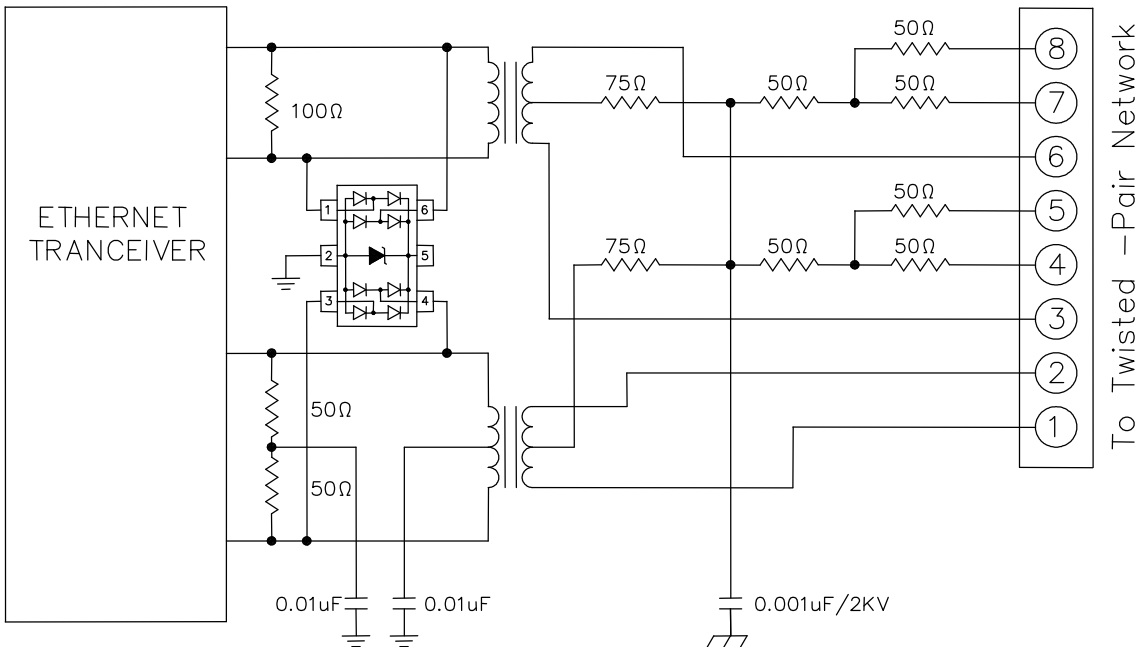 50Ω
8
75Ω
50Ω
50Ω
7
100Ω
6
ETHERNET
TRANCEIVER
1
6
50Ω
5
2
5
75Ω
50Ω
50Ω
4
3
4
3
2
50Ω
1
50Ω
0.01uF
0.01uF
0.001uF/2KV
To Twisted -Pair Network